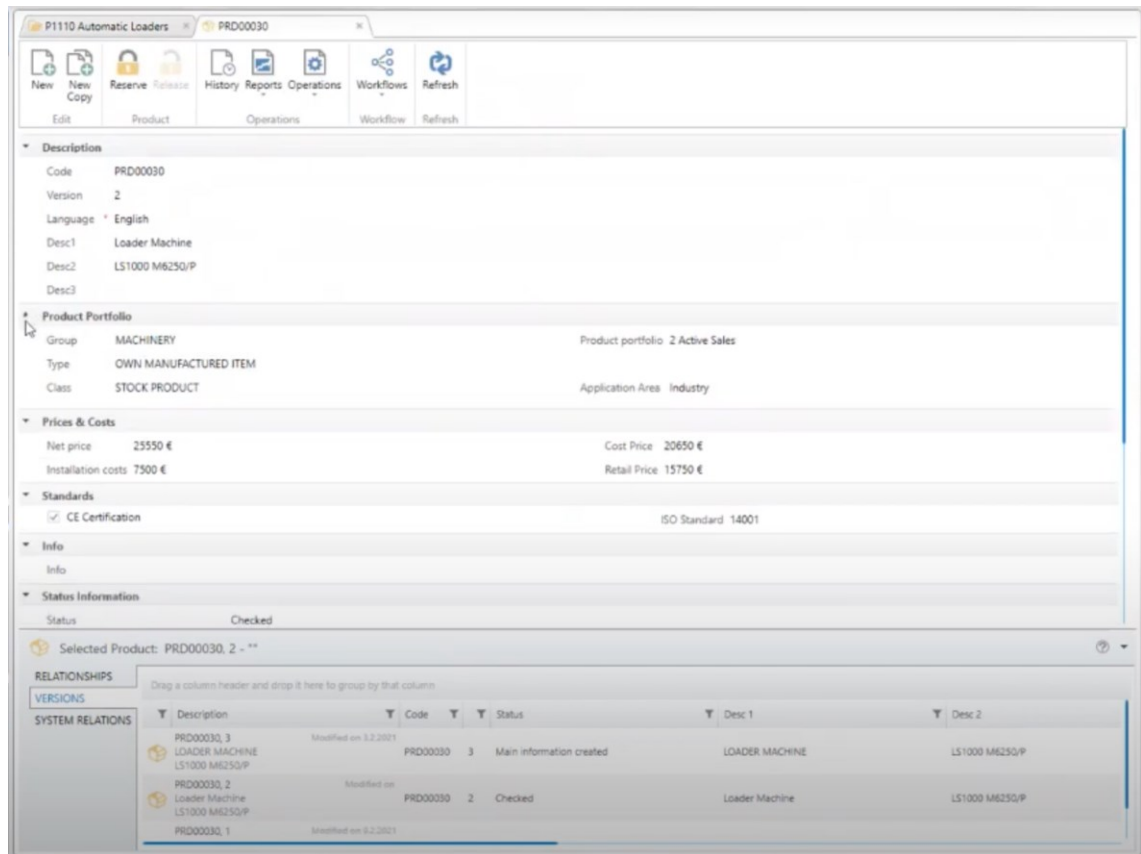 P1110 Automatic Loaders
PRD00030
New New Copy Reserve Release History Reports Operations Workflows Refresh
Edit Product Operations Workflow Refresh
Description
Code PRD00030
Version 2
Language * English
Desc1 Loader Machine
Desc2 LS1000 M6250/P
Desc3
Product Portfolio
Group MACHINERY Product portfolio 2 Active Sales
Type OWN MANUFACTURED ITEM
Class STOCK PRODUCT Application Area Industry
Prices & Costs
Net price 25550 € Cost Price 20650 €
Installation costs 7500 € Retail Price 15750 €
Standards
CE Certification ISO Standard 14001
Info
Info
Status Information
Status Checked
Selected Product: PRD00030, 2 - ""
RELATIONSHIPS
VERSIONS
SYSTEM RELATIONS
Drag a column header and drop it here to group by that column
Description Code Status Desc 1 Desc 2
PRD00030, 3 Modified on 3.2.2021
LOADER MACHINE PRD00030 3 Main information created LOADER MACHINE LS1000 M6250/P
LS1000 M6250/P
PRD00030, 2 Modified on
Loader Machine PRD00030 2 Checked Loader Machine LS1000 M6250/P
LS1000 M6250/P
PRD00030, 1 Modified on